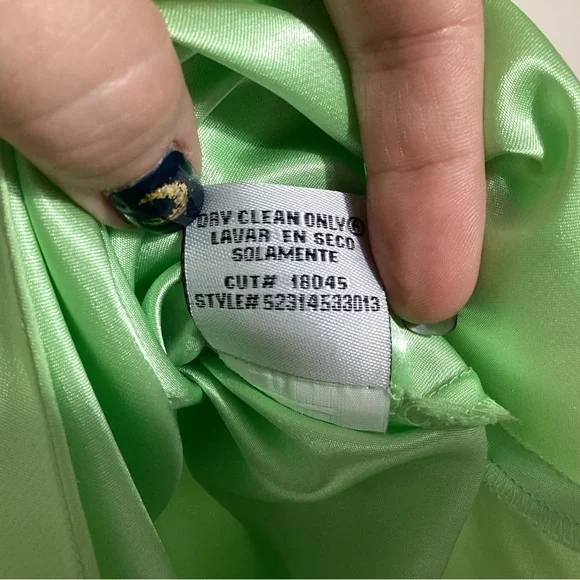 DRY CLEAN ONLY®
LAVAR EN SECO
SOLAMENTE
CUT# 18045
STYLE# 52314533013